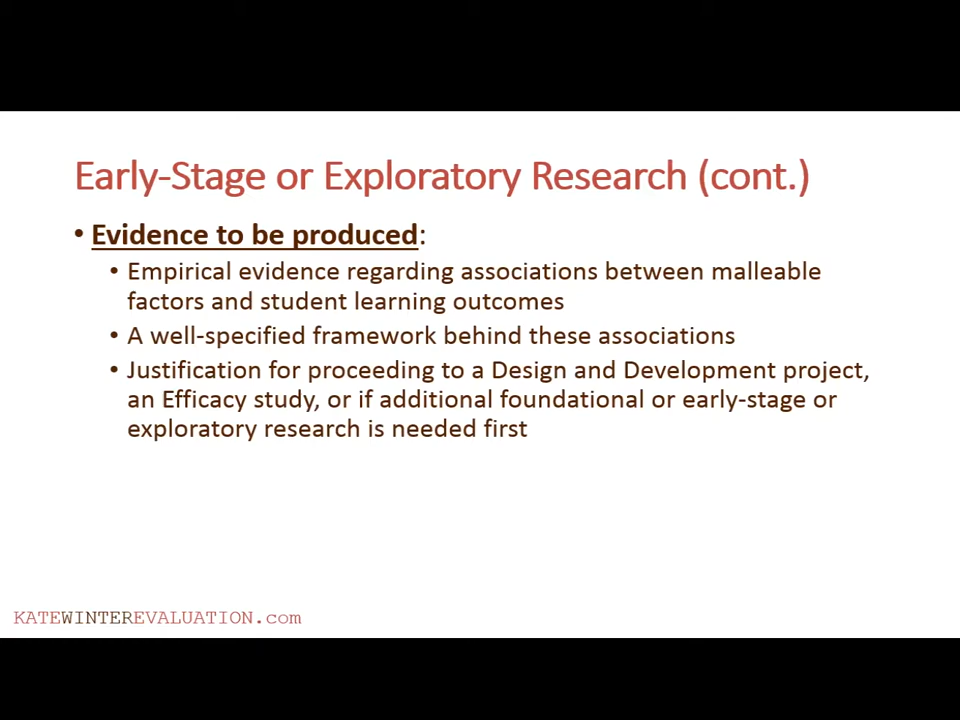 Early-Stage or Exploratory Research (cont.)
• Evidence to be produced:
• Empirical evidence regarding associations between malleable
factors and student learning outcomes
• A well-specified framework behind these associations
• Justification for proceeding to a Design and Development project,
an Efficacy study, or if additional foundational or early-stage or
exploratory research is needed first
KATEWINTEREVALUATION.com